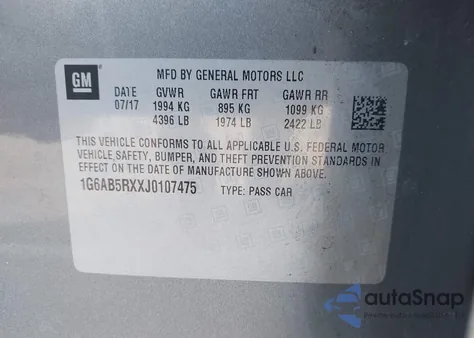 GM
MFD BY GENERAL MOTORS LLC
DATE GVWR GAWR FRT GAWR RR
07/17 1994 KG 895 KG 1099 KG
4396 LB 1974 LB 2422 LB
THIS VEHICLE CONFORMS TO ALL APPLICABLE U.S. FEDERAL MOTOR
VEHICLE SAFETY, BUMPER, AND THEFT PREVENTION STANDARDS IN
EFFECT ON THE DATE OF MANUFACTURE SHOWN ABOVE.
1G6AB5RXXJ0107475 TYPE: PASS CAR
autoSnap